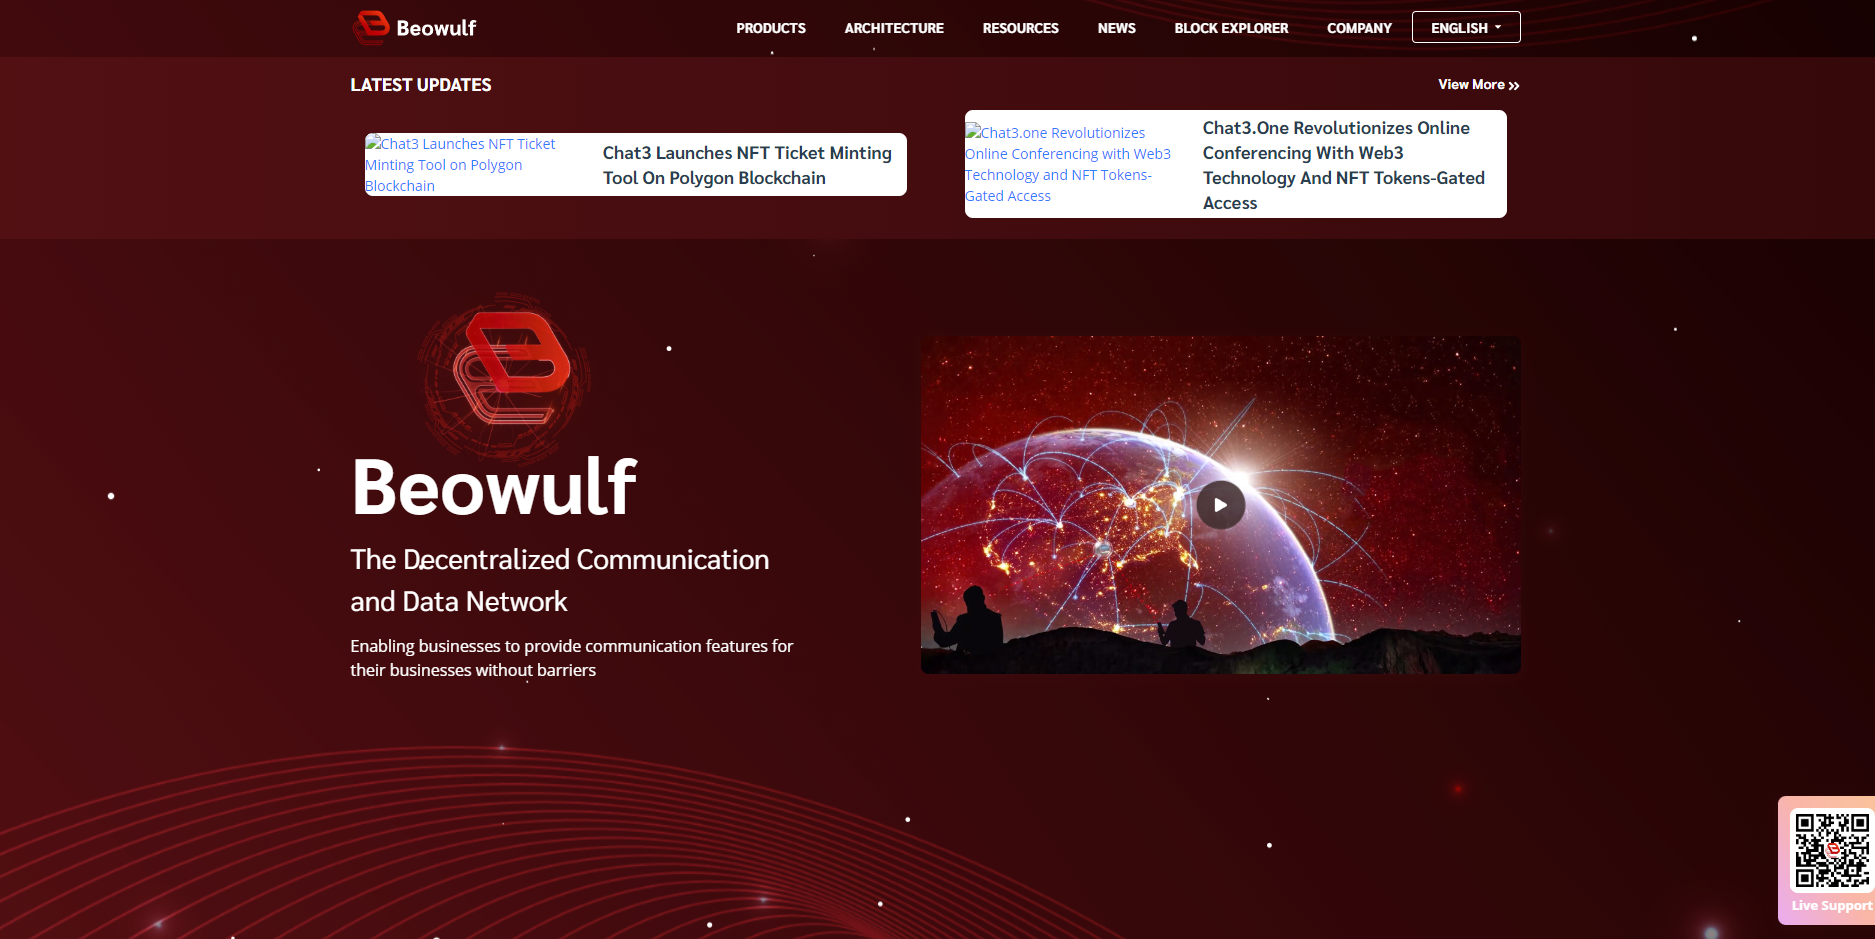 Beowulf
PRODUCTS
ARCHITECTURE
RESOURCES
NEWS
BLOCK EXPLORER
COMPANY
ENGLISH
LATEST UPDATES
View More
Chat3 Launches NFT Ticket
Minting Tool on Polygon
Blockchain
Chat3 Launches NFT Ticket Minting
Tool On Polygon Blockchain
Chat3.one Revolutionizes
Online Conferencing with Web3
Technology and NFT Tokens-
Gated Access
Chat3.One Revolutionizes Online
Conferencing With Web3
Technology And NFT Tokens-Gated
Access
Beowulf
The Decentralized Communication
and Data Network
Enabling businesses to provide communication features for
their businesses without barriers
Live Support